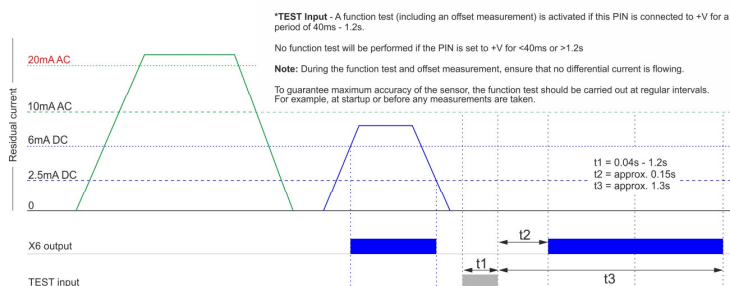 *TEST Input - A function test (including an offset measurement) is activated if this PIN is connected to +V for a
period of 40ms - 1.2s.
No function test will be performed if the PIN is set to +V for <40ms or >1.2s
Note: During the function test and offset measurement, ensure that no differential current is flowing.
To guarantee maximum accuracy of the sensor, the function test should be carried out at regular intervals.
For example, at startup or before any measurements are taken.
Residual current
20mA AC
10mA AC
6mA DC
2.5mA DC
0
t1 = 0.04s - 1.2s
t2 = approx. 0.15s
t3 = approx. 1.3s
X6 output
t2
t1
t3
TEST input